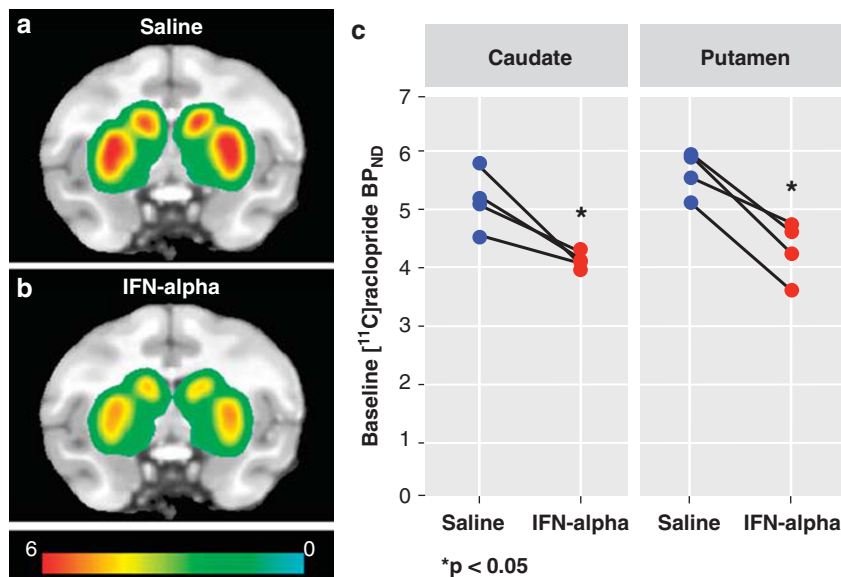 a
Saline
b
IFN-alpha
6 0
c
Caudate Putamen
Baseline [¹¹C]raclopride BP_ND
7
6
5
4
3
2
1
0
* *
Saline IFN-alpha Saline IFN-alpha
*p < 0.05